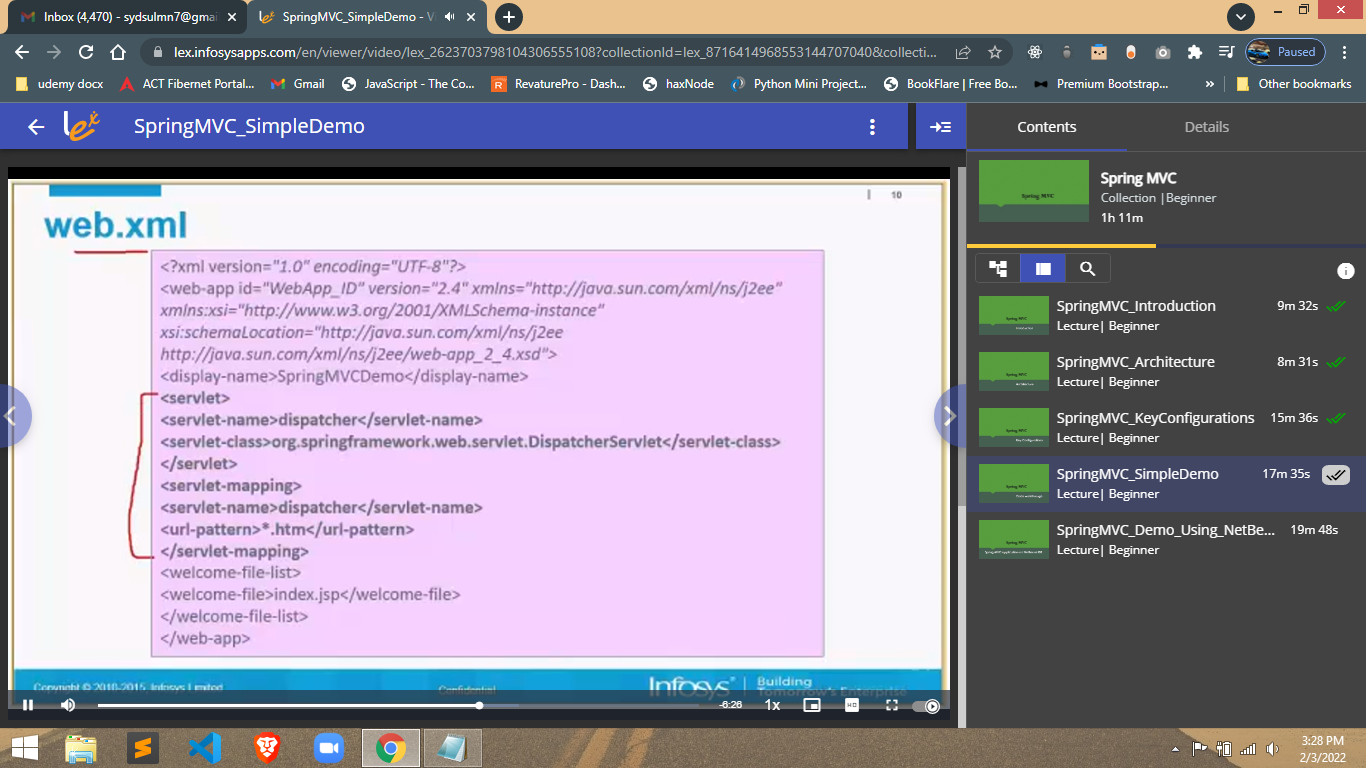 Inbox (4,470) - sydsulmn7@gmai
SpringMVC_SimpleDemo - Vi
lex.infosysapps.com/en/viewer/video/lex_26237037981043065551​08?collectionId=lex_8716414968553144707040&collecti...
Paused
udemy docx
ACT Fibernet Portal...
Gmail
JavaScript - The Co...
RevaturePro - Dash...
haxNode
Python Mini Project...
BookFlare | Free Bo...
Premium Bootstrap...
»
Other bookmarks
Lex
SpringMVC_SimpleDemo
| 10
web.xml
<?xml version="1.0" encoding="UTF-8"?>
<web-app id="WebApp_ID" version="2.4" xmlns="http://java.sun.com/xml/ns/j2ee"
xmlns:xsi="http://www.w3.org/2001/XMLSchema-instance"
xsi:schemaLocation="http://java.sun.com/xml/ns/j2ee
http://java.sun.com/xml/ns/j2ee/web-app_2_4.xsd">
<display-name>SpringMVCDemo</display-name>
<servlet>
<servlet-name>dispatcher</servlet-name>
<servlet-class>org.springframework.web.servlet.DispatcherServlet</servlet-class>
</servlet>
<servlet-mapping>
<servlet-name>dispatcher</servlet-name>
<url-pattern>*.htm</url-pattern>
</servlet-mapping>
<welcome-file-list>
<welcome-file>index.jsp</welcome-file>
</welcome-file-list>
</web-app>
Copyright © 2010-2015, Infosys Limited
Confidential
Infosys® | Building
Tomorrow's Enterprise
-6:26
1x
HD
Contents
Details
Spring MVC
Spring MVC
Collection |Beginner
1h 11m
SpringMVC_Introduction
9m 32s
Lecture| Beginner
SpringMVC_Architecture
8m 31s
Lecture| Beginner
SpringMVC_KeyConfigurations
15m 36s
Lecture| Beginner
SpringMVC_SimpleDemo
17m 35s
Lecture| Beginner
SpringMVC_Demo_Using_NetBe...
19m 48s
Lecture| Beginner
3:28 PM
2/3/2022